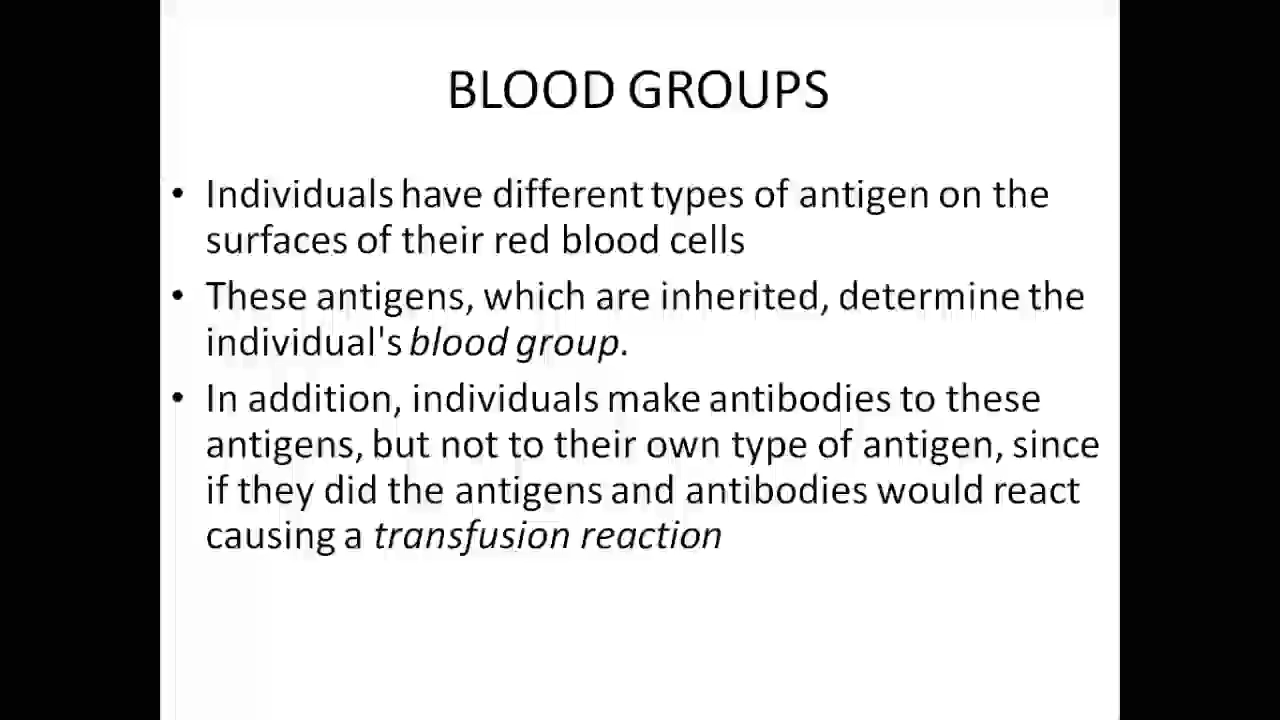 BLOOD GROUPS
• Individuals have different types of antigen on the
surfaces of their red blood cells
• These antigens, which are inherited, determine the
individual's blood group.
• In addition, individuals make antibodies to these
antigens, but not to their own type of antigen, since
if they did the antigens and antibodies would react
causing a transfusion reaction